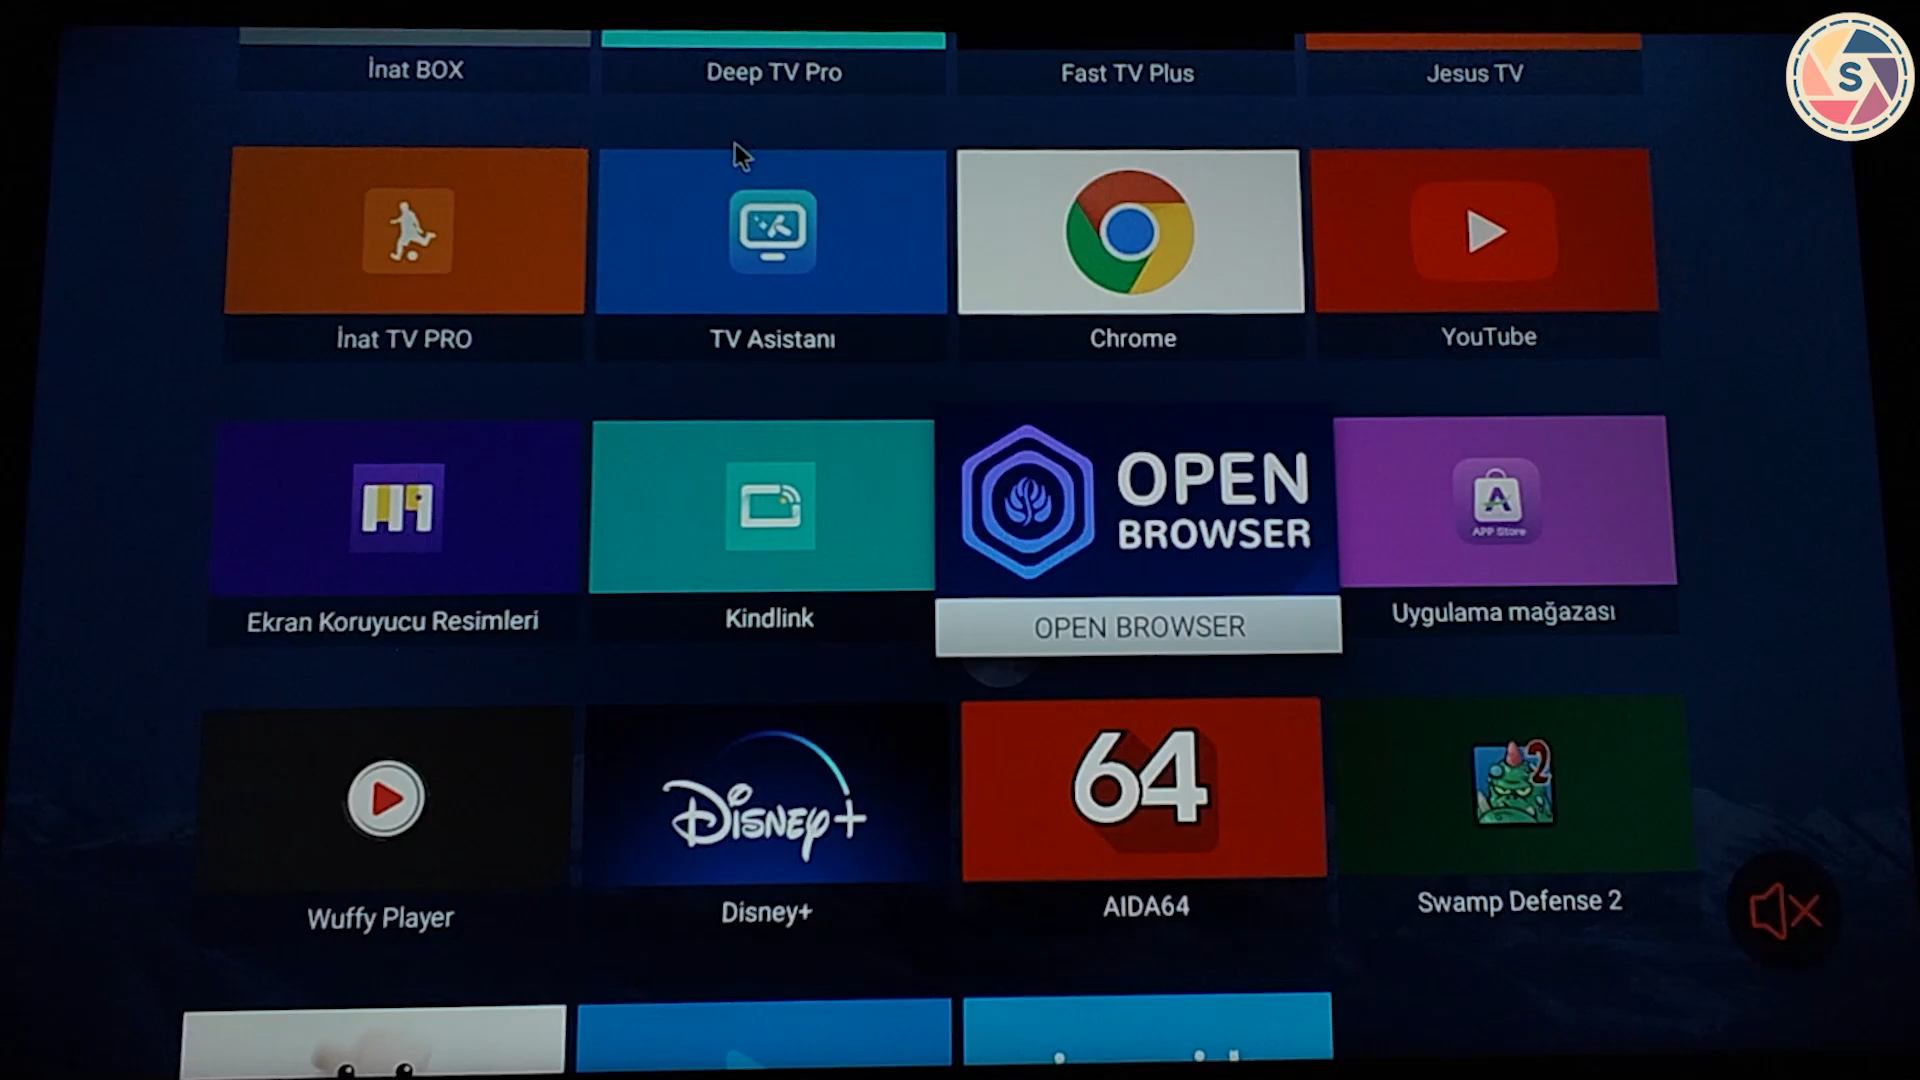 İnat BOX
Deep TV Pro
Fast TV Plus
Jesus TV
S
İnat TV PRO
TV Asistanı
Chrome
YouTube
OPEN
BROWSER
APP Store
Ekran Koruyucu Resimleri
Kindlink
OPEN BROWSER
Uygulama mağazası
64
Disney+
2
Wuffy Player
Disney+
AIDA64
Swamp Defense 2